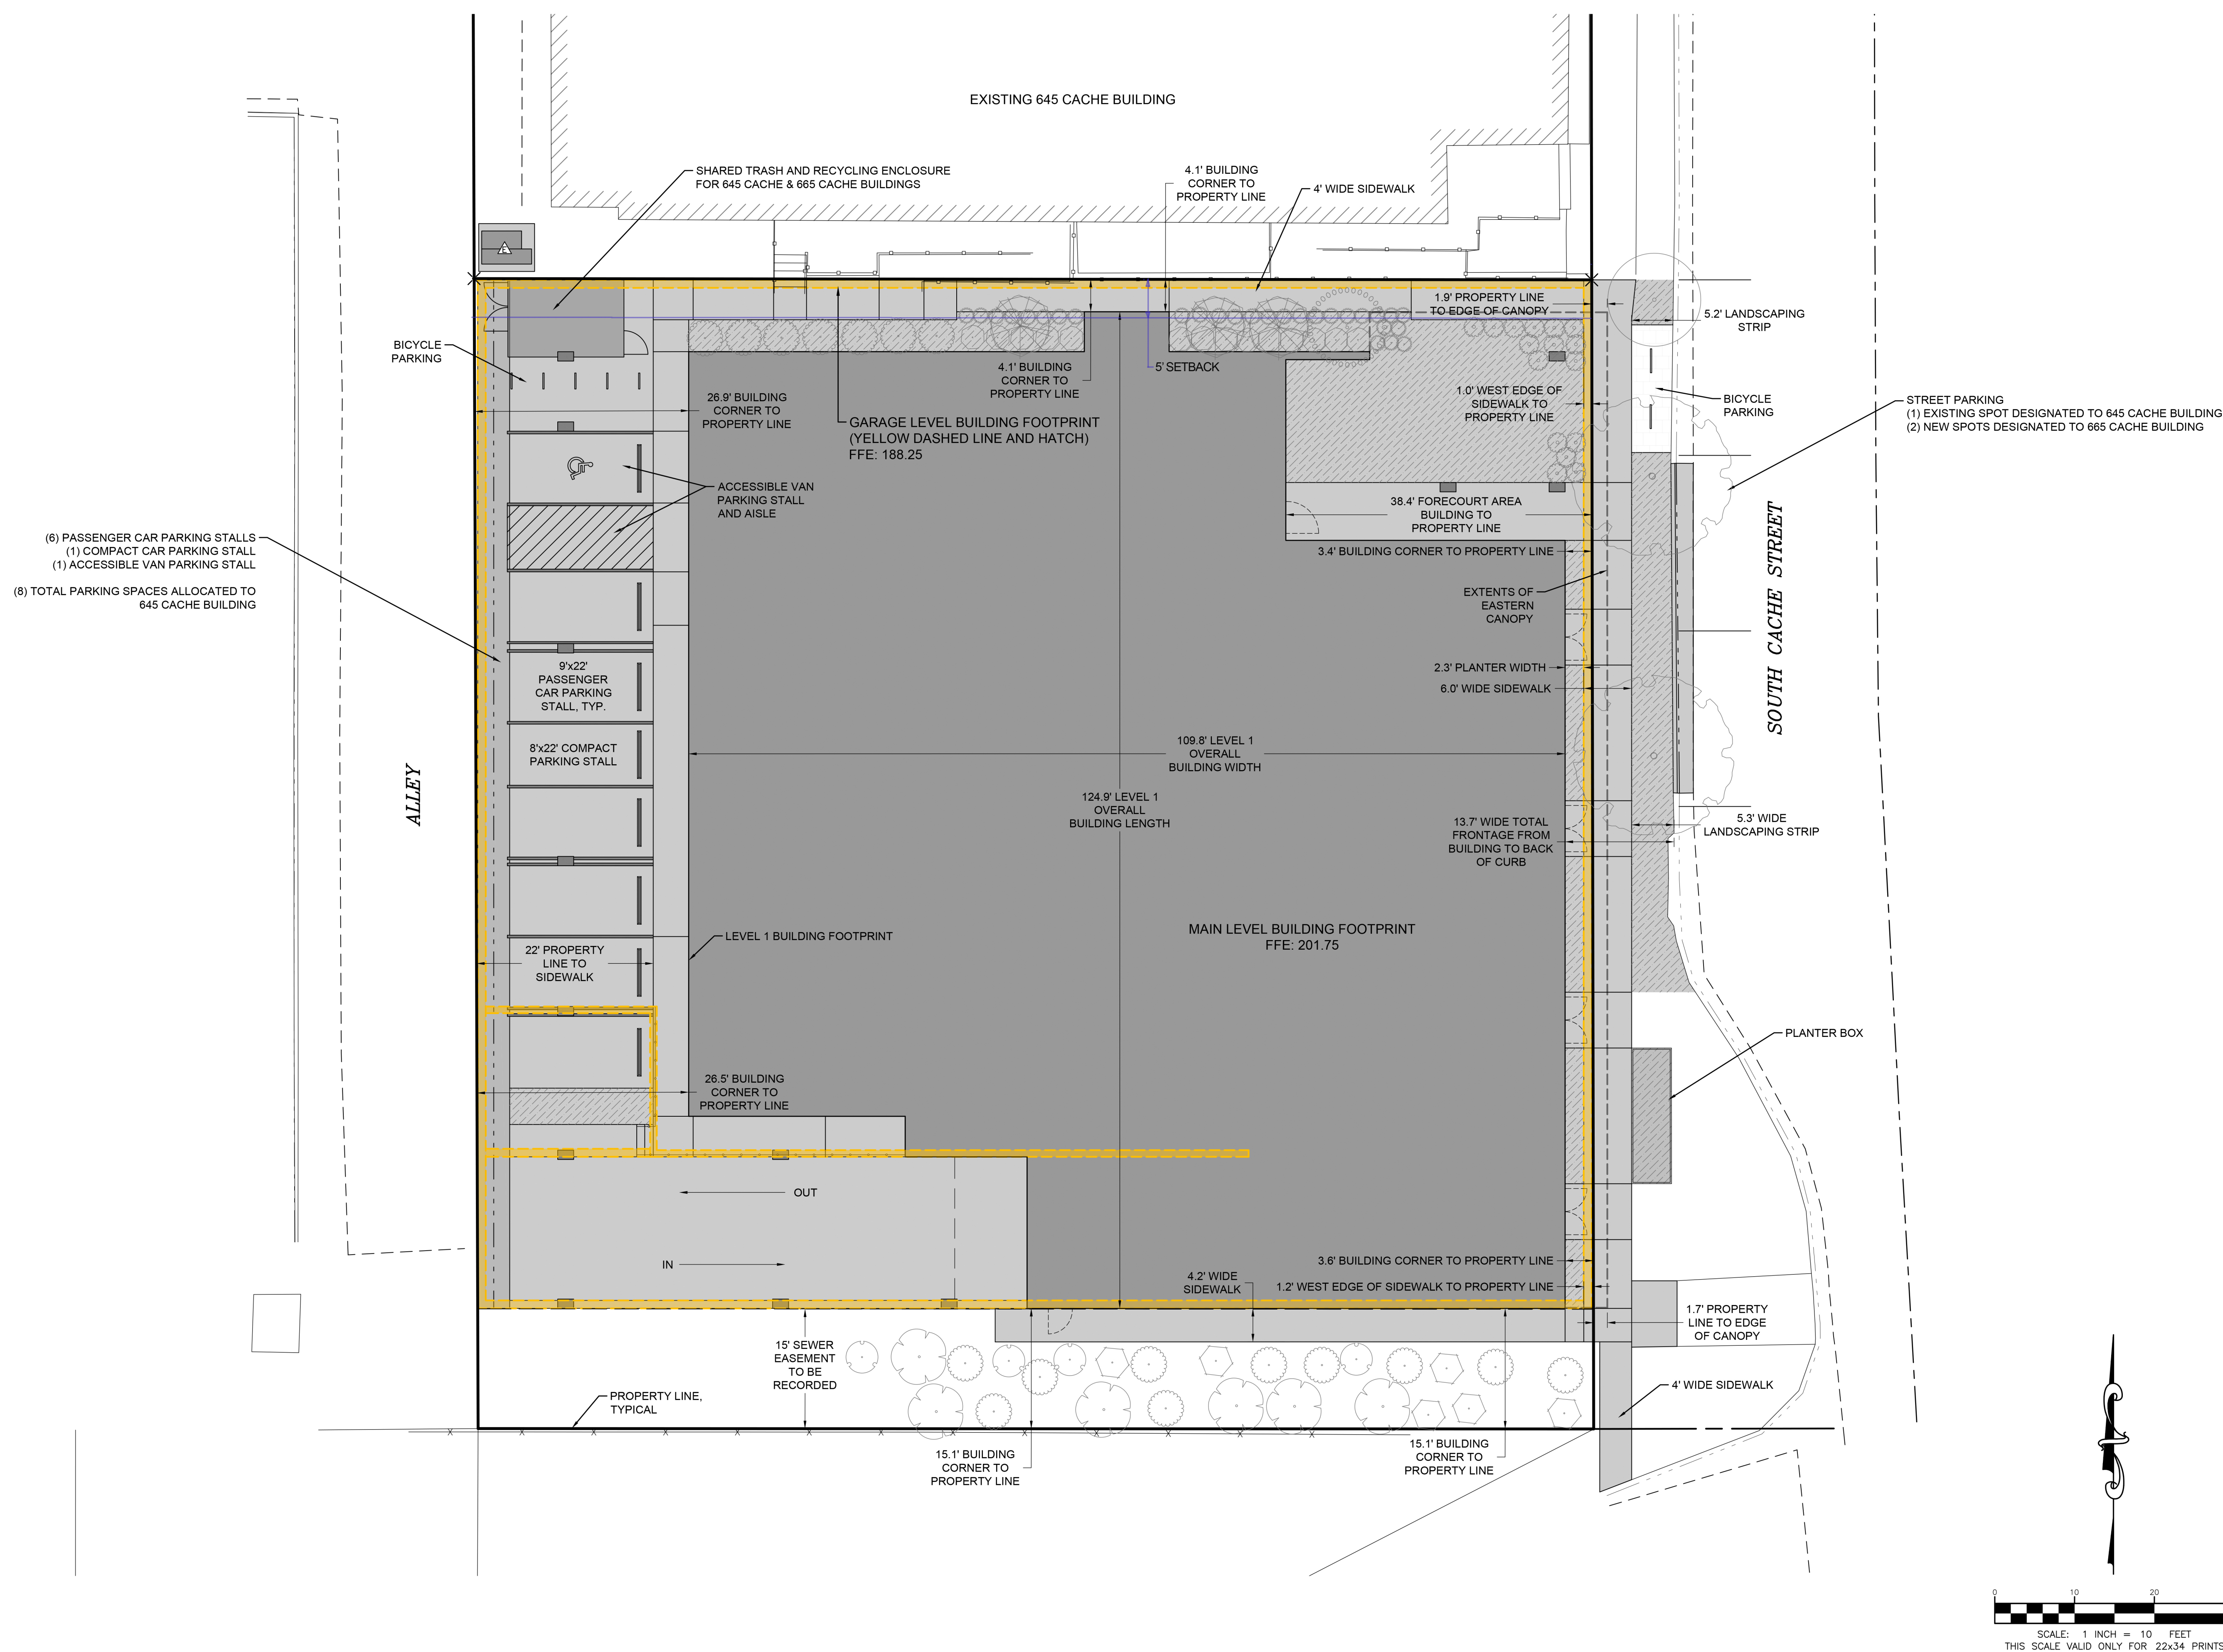 EXISTING 645 CACHE BUILDING
SHARED TRASH AND RECYCLING ENCLOSURE
FOR 645 CACHE & 665 CACHE BUILDINGS
4.1' BUILDING
CORNER TO
PROPERTY LINE
4' WIDE SIDEWALK
E
1.9' PROPERTY LINE
TO EDGE OF CANOPY
5.2' LANDSCAPING
STRIP
BICYCLE
PARKING
4.1' BUILDING
CORNER TO
PROPERTY LINE
5' SETBACK
26.9' BUILDING
CORNER TO
PROPERTY LINE
1.0' WEST EDGE OF
SIDEWALK TO
PROPERTY LINE
BICYCLE
PARKING
STREET PARKING
(1) EXISTING SPOT DESIGNATED TO 645 CACHE BUILDING
(2) NEW SPOTS DESIGNATED TO 665 CACHE BUILDING
GARAGE LEVEL BUILDING FOOTPRINT
(YELLOW DASHED LINE AND HATCH)
FFE: 188.25
ACCESSIBLE VAN
PARKING STALL
AND AISLE
38.4' FORECOURT AREA
BUILDING TO
PROPERTY LINE
(6) PASSENGER CAR PARKING STALLS
(1) COMPACT CAR PARKING STALL
(1) ACCESSIBLE VAN PARKING STALL
(8) TOTAL PARKING SPACES ALLOCATED TO
645 CACHE BUILDING
3.4' BUILDING CORNER TO PROPERTY LINE
EXTENTS OF
EASTERN
CANOPY
SOUTH CACHE STREET
9'x22'
PASSENGER
CAR PARKING
STALL, TYP.
2.3' PLANTER WIDTH
6.0' WIDE SIDEWALK
8'x22' COMPACT
PARKING STALL
109.8' LEVEL 1
OVERALL
BUILDING WIDTH
ALLEY
124.9' LEVEL 1
OVERALL
BUILDING LENGTH
13.7' WIDE TOTAL
FRONTAGE FROM
BUILDING TO BACK
OF CURB
5.3' WIDE
LANDSCAPING STRIP
LEVEL 1 BUILDING FOOTPRINT
MAIN LEVEL BUILDING FOOTPRINT
FFE: 201.75
22' PROPERTY
LINE TO
SIDEWALK
PLANTER BOX
26.5' BUILDING
CORNER TO
PROPERTY LINE
OUT
IN
3.6' BUILDING CORNER TO PROPERTY LINE
4.2' WIDE
SIDEWALK
1.2' WEST EDGE OF SIDEWALK TO PROPERTY LINE
1.7' PROPERTY
LINE TO EDGE
OF CANOPY
15' SEWER
EASEMENT
TO BE
RECORDED
PROPERTY LINE,
TYPICAL
4' WIDE SIDEWALK
15.1' BUILDING
CORNER TO
PROPERTY LINE
15.1' BUILDING
CORNER TO
PROPERTY LINE
0 10 20
SCALE: 1 INCH = 10 FEET
THIS SCALE VALID ONLY FOR 22x34 PRINTS